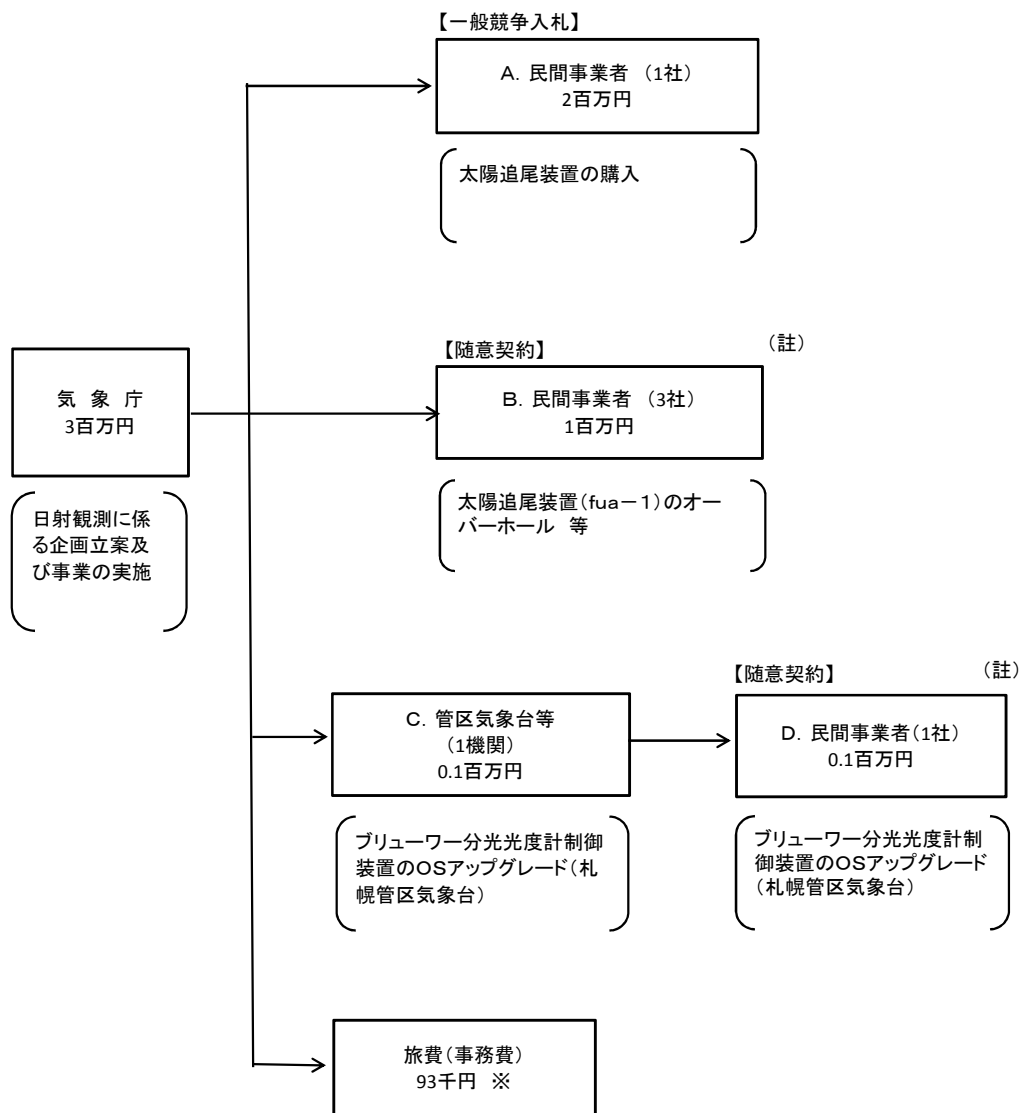 【一般競争入札】
A. 民間事業者 (1社)
2百万円
太陽追尾装置の購入
【随意契約】
(註)
気 象 庁
3百万円
B. 民間事業者 (3社)
1百万円
日射観測に係
る企画立案及
び事業の実施
太陽追尾装置(fua-1)のオー
バーホール 等
【随意契約】
(註)
C. 管区気象台等
(1機関)
0.1百万円
D. 民間事業者(1社)
0.1百万円
ブリューワー分光光度計制御
装置のOSアップグレード(札
幌管区気象台)
ブリューワー分光光度計制
御装置のOSアップグレード
(札幌管区気象台)
旅費(事務費)
93千円 ※